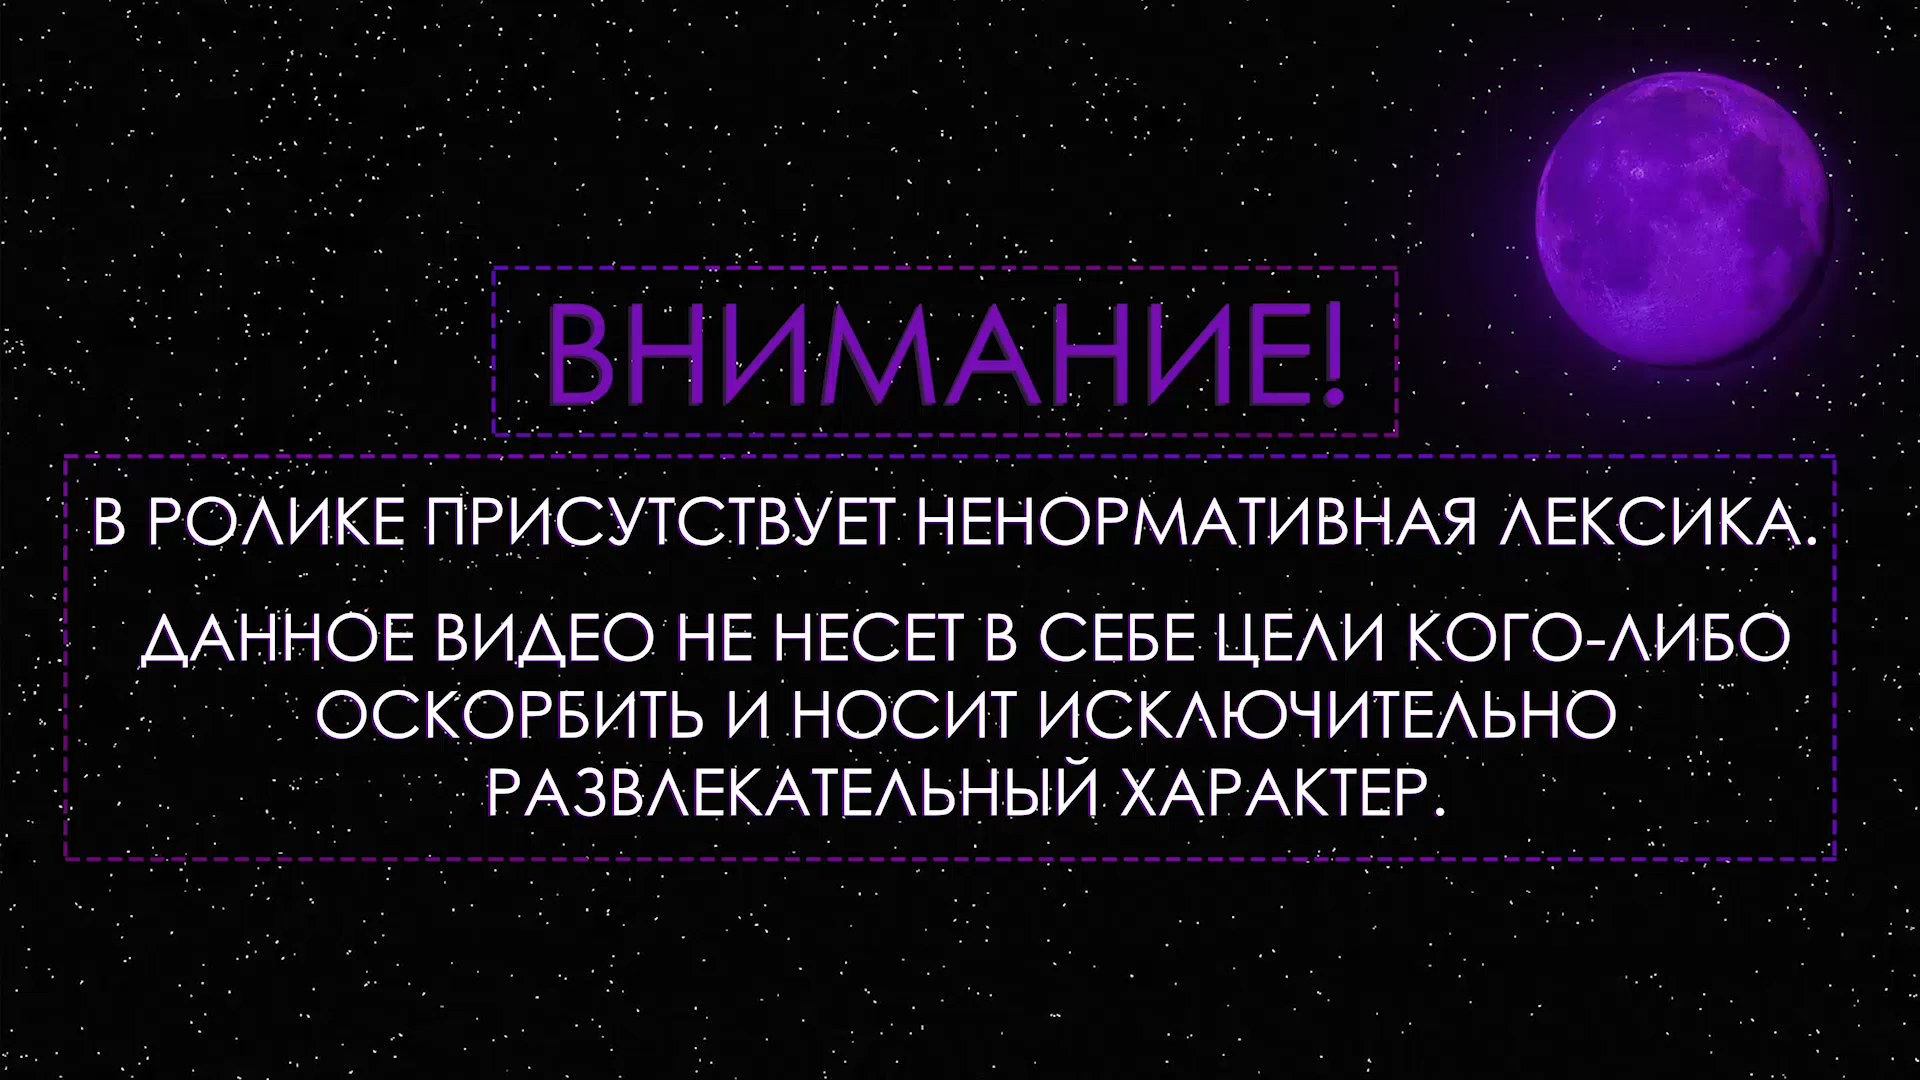 ВНИМАНИЕ!
В РОЛИКЕ ПРИСУТСТВУЕТ НЕНОРМАТИВНАЯ ЛЕКСИКА.
ДАННОЕ ВИДЕО НЕ НЕСЕТ В СЕБЕ ЦЕЛИ КОГО-ЛИБО
ОСКОРБИТЬ И НОСИТ ИСКЛЮЧИТЕЛЬНО
РАЗВЛЕКАТЕЛЬНЫЙ ХАРАКТЕР.